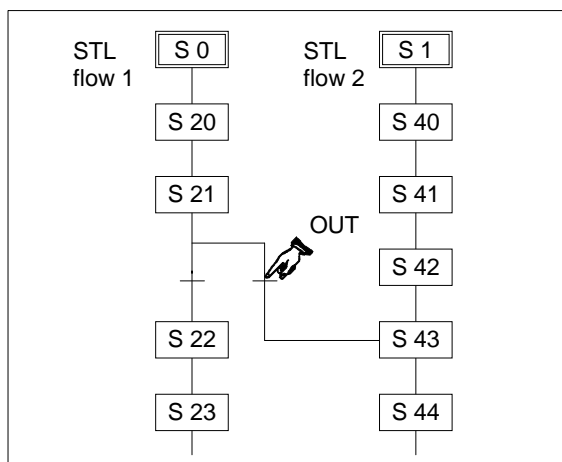 STL
flow 1
S 0
STL
flow 2
S 1
S 20
S 40
S 21
S 41
OUT
S 42
S 22
S 43
S 23
S 44